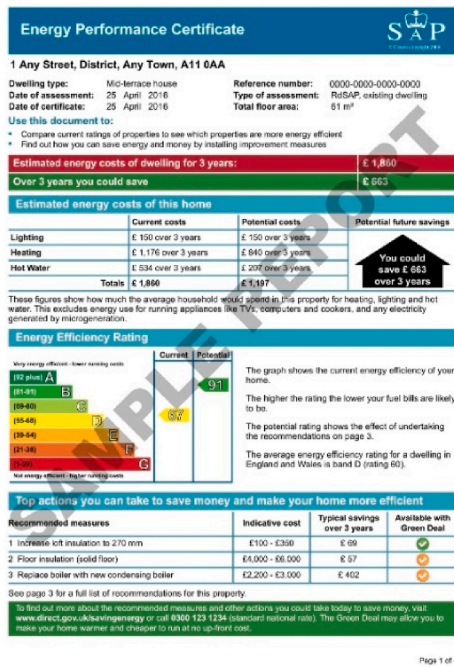 Energy Performance Certificate
SAP
1 Any Street, District, Any Town, A11 0AA
Dwelling type: Mid-terrace house
Reference number: 0000-0000-0000-0000
Date of assessment: 25 April 2016
Type of assessment: RdSAP, existing dwelling
Date of certificate: 25 April 2016
Total floor area: 61 m²
Use this document to:
• Compare current ratings of properties to see which properties are more energy efficient
• Find out how you can save energy and money by installing improvement measures
Estimated energy costs of dwelling for 3 years: £ 1,860
Over 3 years you could save £ 663
Estimated energy costs of this home
Current costs Potential costs Potential future savings
Lighting £ 150 over 3 years £ 150 over 3 years
Heating £ 1,176 over 3 years £ 840 over 3 years
Hot Water £ 534 over 3 years £ 207 over 3 years
Totals £ 1,860 £ 1,197
You could
save £ 663
over 3 years
These figures show how much the average household would spend in this property for heating, lighting and hot
water. This excludes energy use for running appliances like TVs, computers and cookers, and any electricity
generated by microgeneration.
Energy Efficiency Rating
Current Potential
Very energy efficient - lower running costs
(92 plus) A
(81-91) B
(69-80) C
(55-68) D
(39-54) E
(21-38) F
(1-20) G
Not energy efficient - higher running costs
67
91
The graph shows the current energy efficiency of your
home.
The higher the rating the lower your fuel bills are likely
to be.
The potential rating shows the effect of undertaking
the recommendations on page 3.
The average energy efficiency rating for a dwelling in
England and Wales is band D (rating 60).
Top actions you can take to save money and make your home more efficient
Recommended measures Indicative cost Typical savings over 3 years Available with Green Deal
1 Increase loft insulation to 270 mm £100 - £350 £ 69
2 Floor insulation (solid floor) £4,000 - £6,000 £ 57
3 Replace boiler with new condensing boiler £2,200 - £3,000 £ 402
See page 3 for a full list of recommendations for this property.
To find out more about the recommended measures and other actions you could take today to save money, visit
www.direct.gov.uk/savingenergy or call 0300 123 1234 (standard national rate). The Green Deal may allow you to
make your home warmer and cheaper to run at no up-front cost.
Page 1 of
SAMPLE REPORT